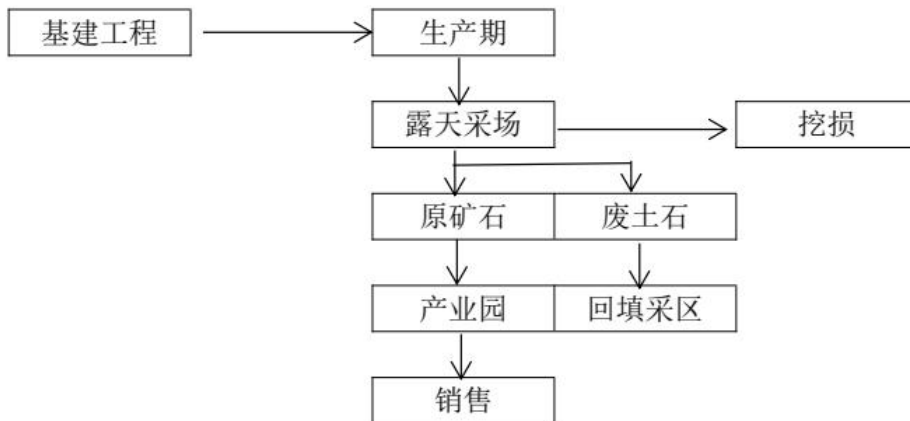 基建工程
生产期
露天采场
挖损
原矿石
废土石
产业园
回填采区
销售